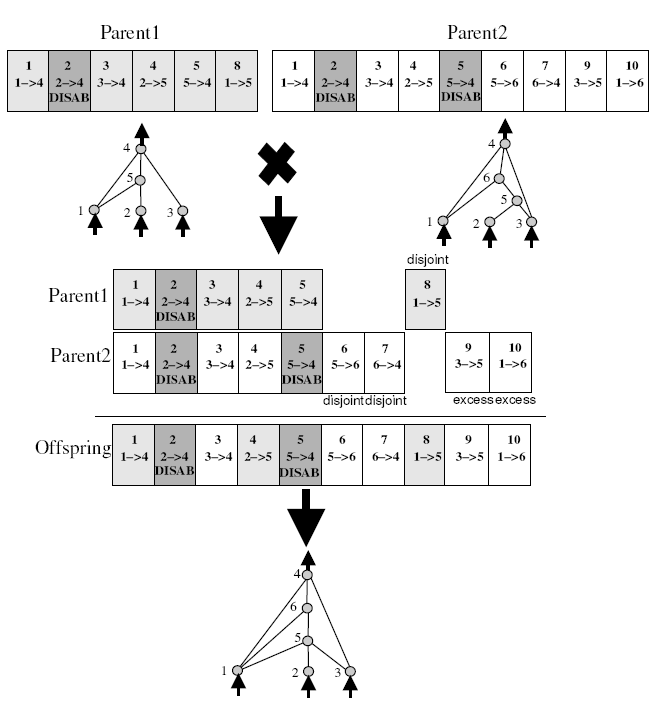 Parent1 Parent2
1 2 3 4 5 8 1 2 3 4 5 6 7 9 10
1–>4 2–>4 3–>4 2–>5 5–>4 1–>5 1–>4 2–>4 3–>4 2–>5 5–>4 5–>6 6–>4 3–>5 1–>6
DISAB DISAB DISAB
4 4
5 6
5
1 2 3 1 2 3
disjoint
1 2 3 4 5 8
Parent1 1–>4 2–>4 3–>4 2–>5 5–>4 1–>5
DISAB
1 2 3 4 5 6 7 9 10
Parent2 1–>4 2–>4 3–>4 2–>5 5–>4 5–>6 6–>4 3–>5 1–>6
DISAB DISAB
disjoint disjoint excess excess
1 2 3 4 5 6 7 8 9 10
Offspring 1–>4 2–>4 3–>4 2–>5 5–>4 5–>6 6–>4 1–>5 3–>5 1–>6
DISAB DISAB
4
6
5
1 2 3